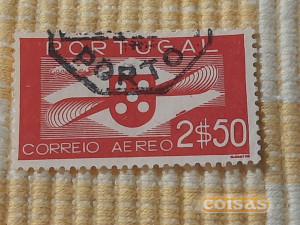 PORTUGAL
PORTO
CORREIO AEREO 2$50
coisas